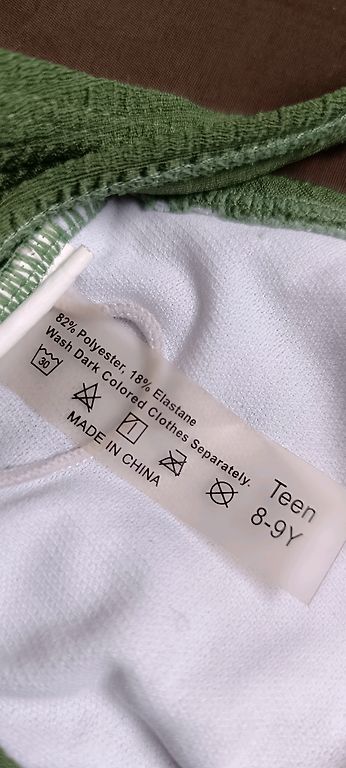 82% Polyester, 18% Elastane
Wash Dark Colored Clothes Separately.
30
MADE IN CHINA
Teen
8-9Y